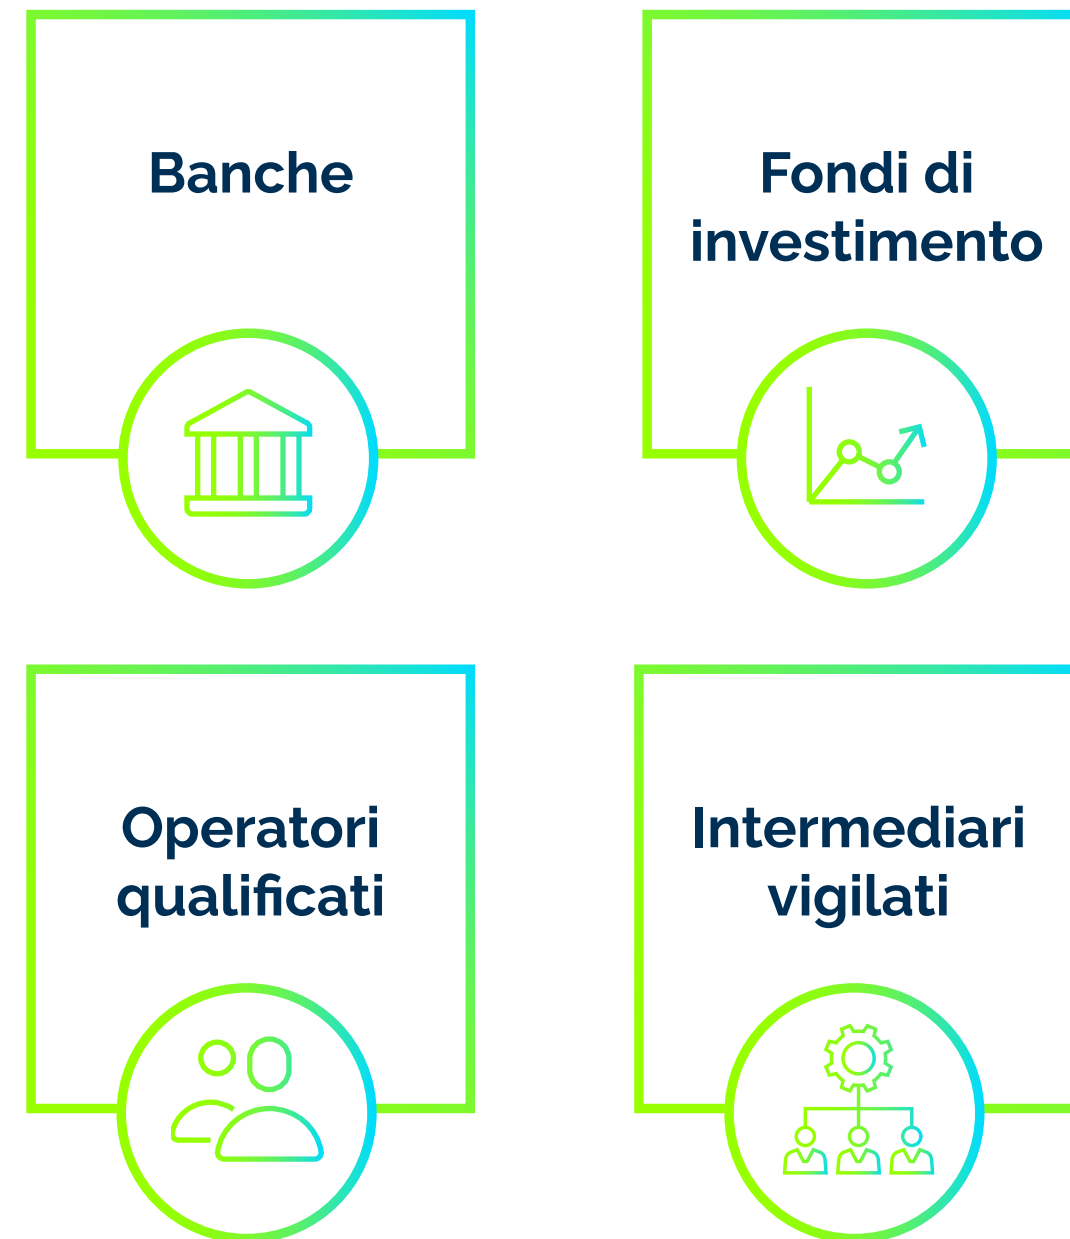 Banche
Fondi di
investimento
Operatori
qualificati
Intermediari
vigilati